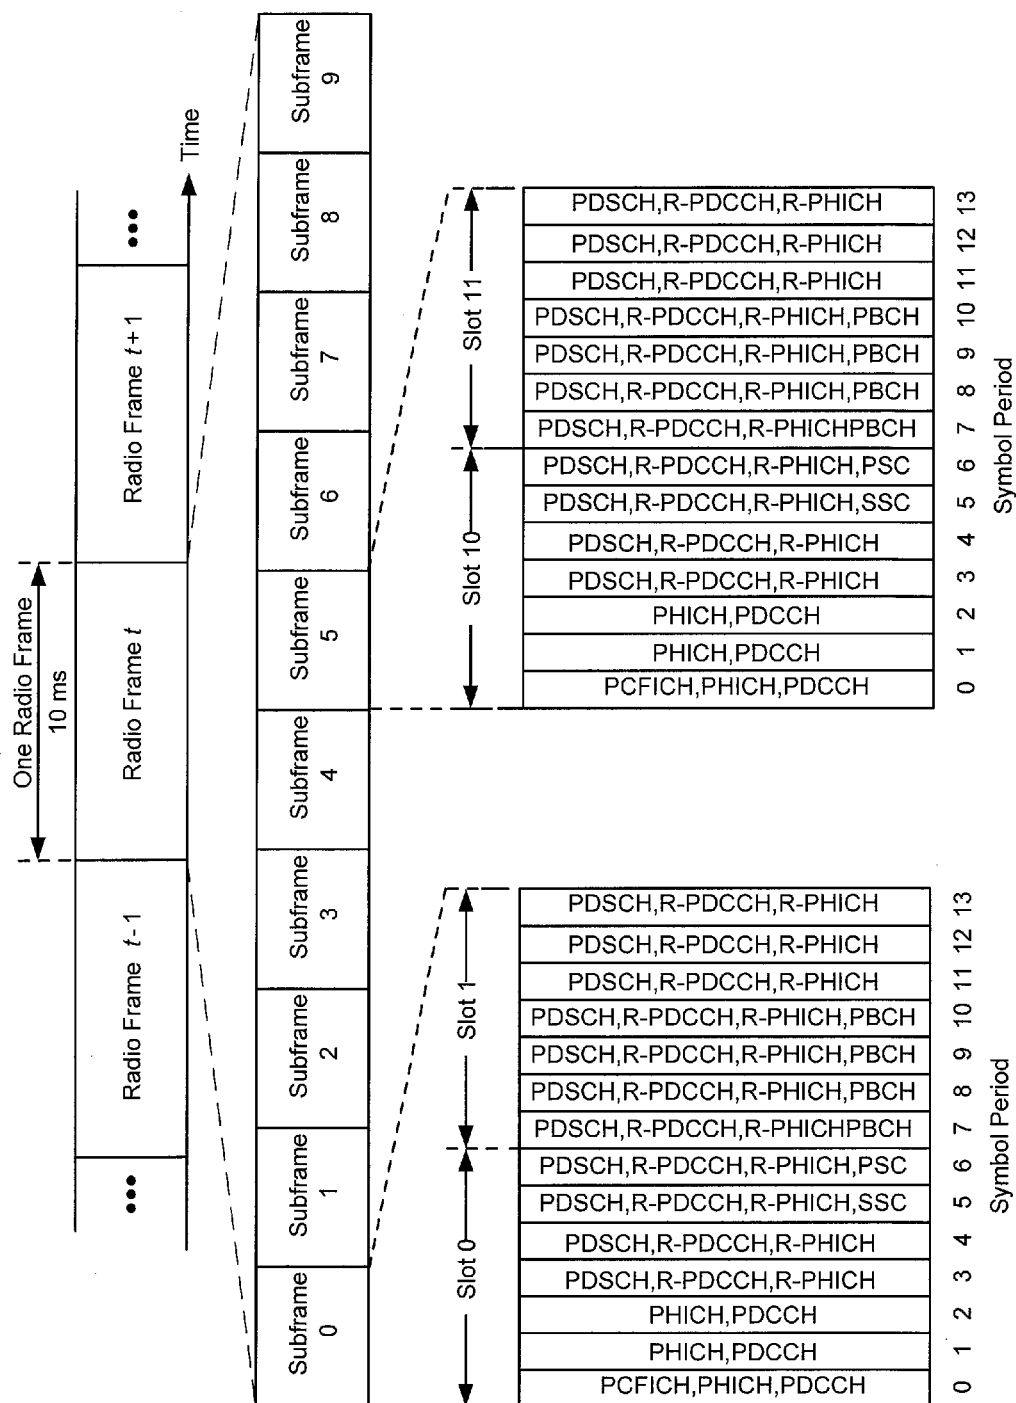 One Radio Frame
10 ms
Radio Frame t-1
Radio Frame t
Radio Frame t+1
Time
Subframe
0
Subframe
1
Subframe
2
Subframe
3
Subframe
4
Subframe
5
Subframe
6
Subframe
7
Subframe
8
Subframe
9
Slot 0
Slot 1
PCFICH,PHICH,PDCCH
PHICH,PDCCH
PHICH,PDCCH
PDSCH,R-PDCCH,R-PHICH
PDSCH,R-PDCCH,R-PHICH
PDSCH,R-PDCCH,R-PHICH,SSC
PDSCH,R-PDCCH,R-PHICH,PSC
PDSCH,R-PDCCH,R-PHICHPBCH
PDSCH,R-PDCCH,R-PHICH,PBCH
PDSCH,R-PDCCH,R-PHICH,PBCH
PDSCH,R-PDCCH,R-PHICH,PBCH
PDSCH,R-PDCCH,R-PHICH
PDSCH,R-PDCCH,R-PHICH
PDSCH,R-PDCCH,R-PHICH
0 1 2 3 4 5 6 7 8 9 10 11 12 13
Symbol Period
Slot 10
Slot 11
PCFICH,PHICH,PDCCH
PHICH,PDCCH
PHICH,PDCCH
PDSCH,R-PDCCH,R-PHICH
PDSCH,R-PDCCH,R-PHICH
PDSCH,R-PDCCH,R-PHICH,SSC
PDSCH,R-PDCCH,R-PHICH,PSC
PDSCH,R-PDCCH,R-PHICHPBCH
PDSCH,R-PDCCH,R-PHICH,PBCH
PDSCH,R-PDCCH,R-PHICH,PBCH
PDSCH,R-PDCCH,R-PHICH,PBCH
PDSCH,R-PDCCH,R-PHICH
PDSCH,R-PDCCH,R-PHICH
PDSCH,R-PDCCH,R-PHICH
0 1 2 3 4 5 6 7 8 9 10 11 12 13
Symbol Period